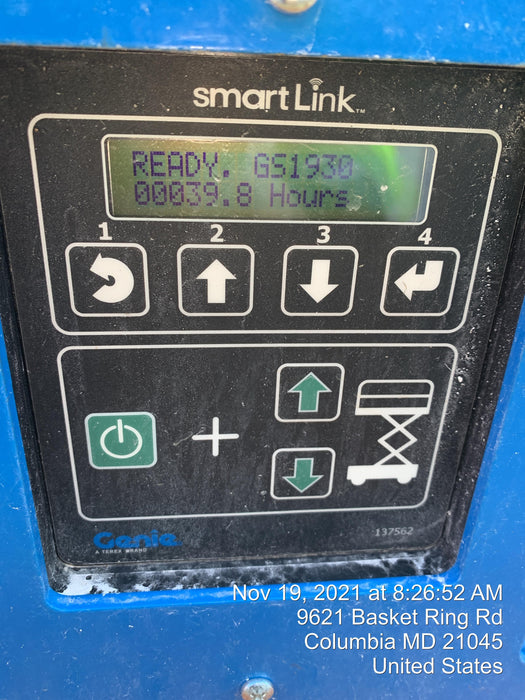 smartLink™
READY. GS1930
00039.8 Hours
1 2 3 4
Genie
A TEREX BRAND
137562
Nov 19, 2021 at 8:26:52 AM
9621 Basket Ring Rd
Columbia MD 21045
United States